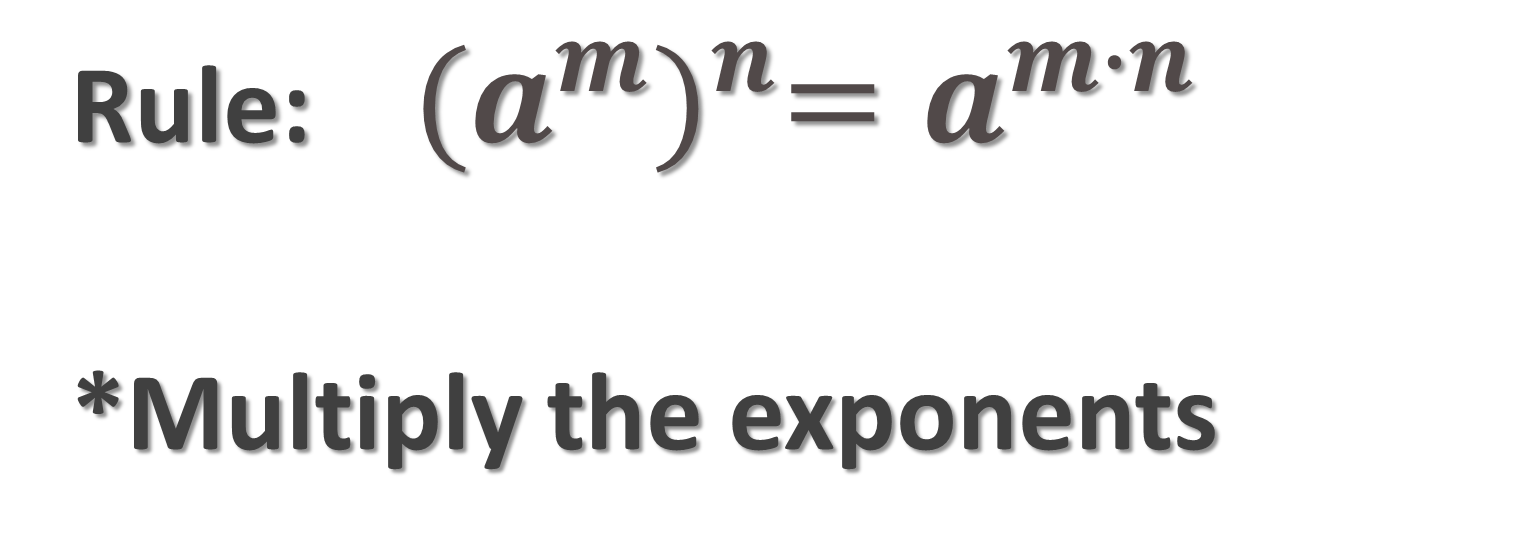 Rule: (a^m)^n = a^{m·n}
*Multiply the exponents